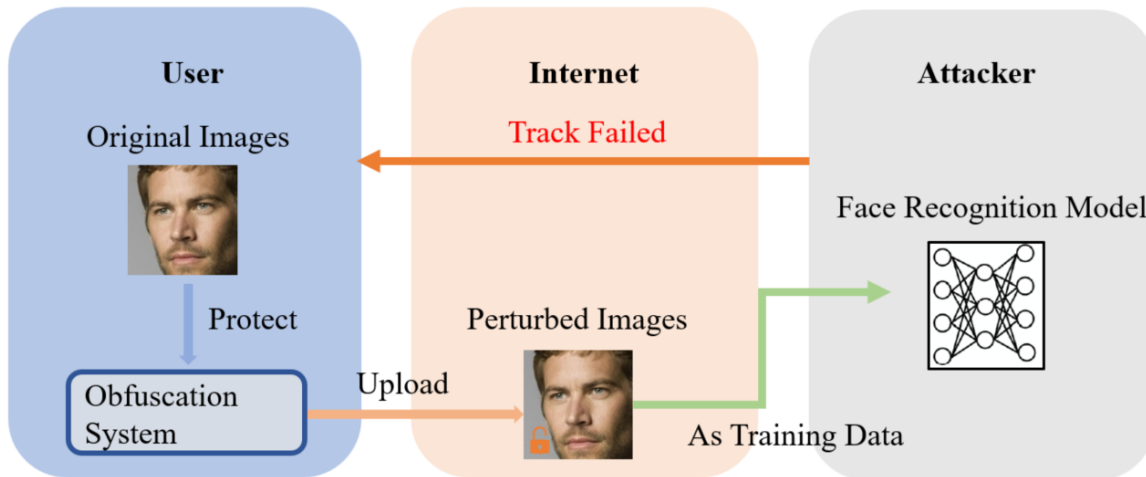 User
Internet
Attacker
Original Images
Track Failed
Face Recognition Model
Protect
Perturbed Images
Obfuscation
System
Upload
As Training Data